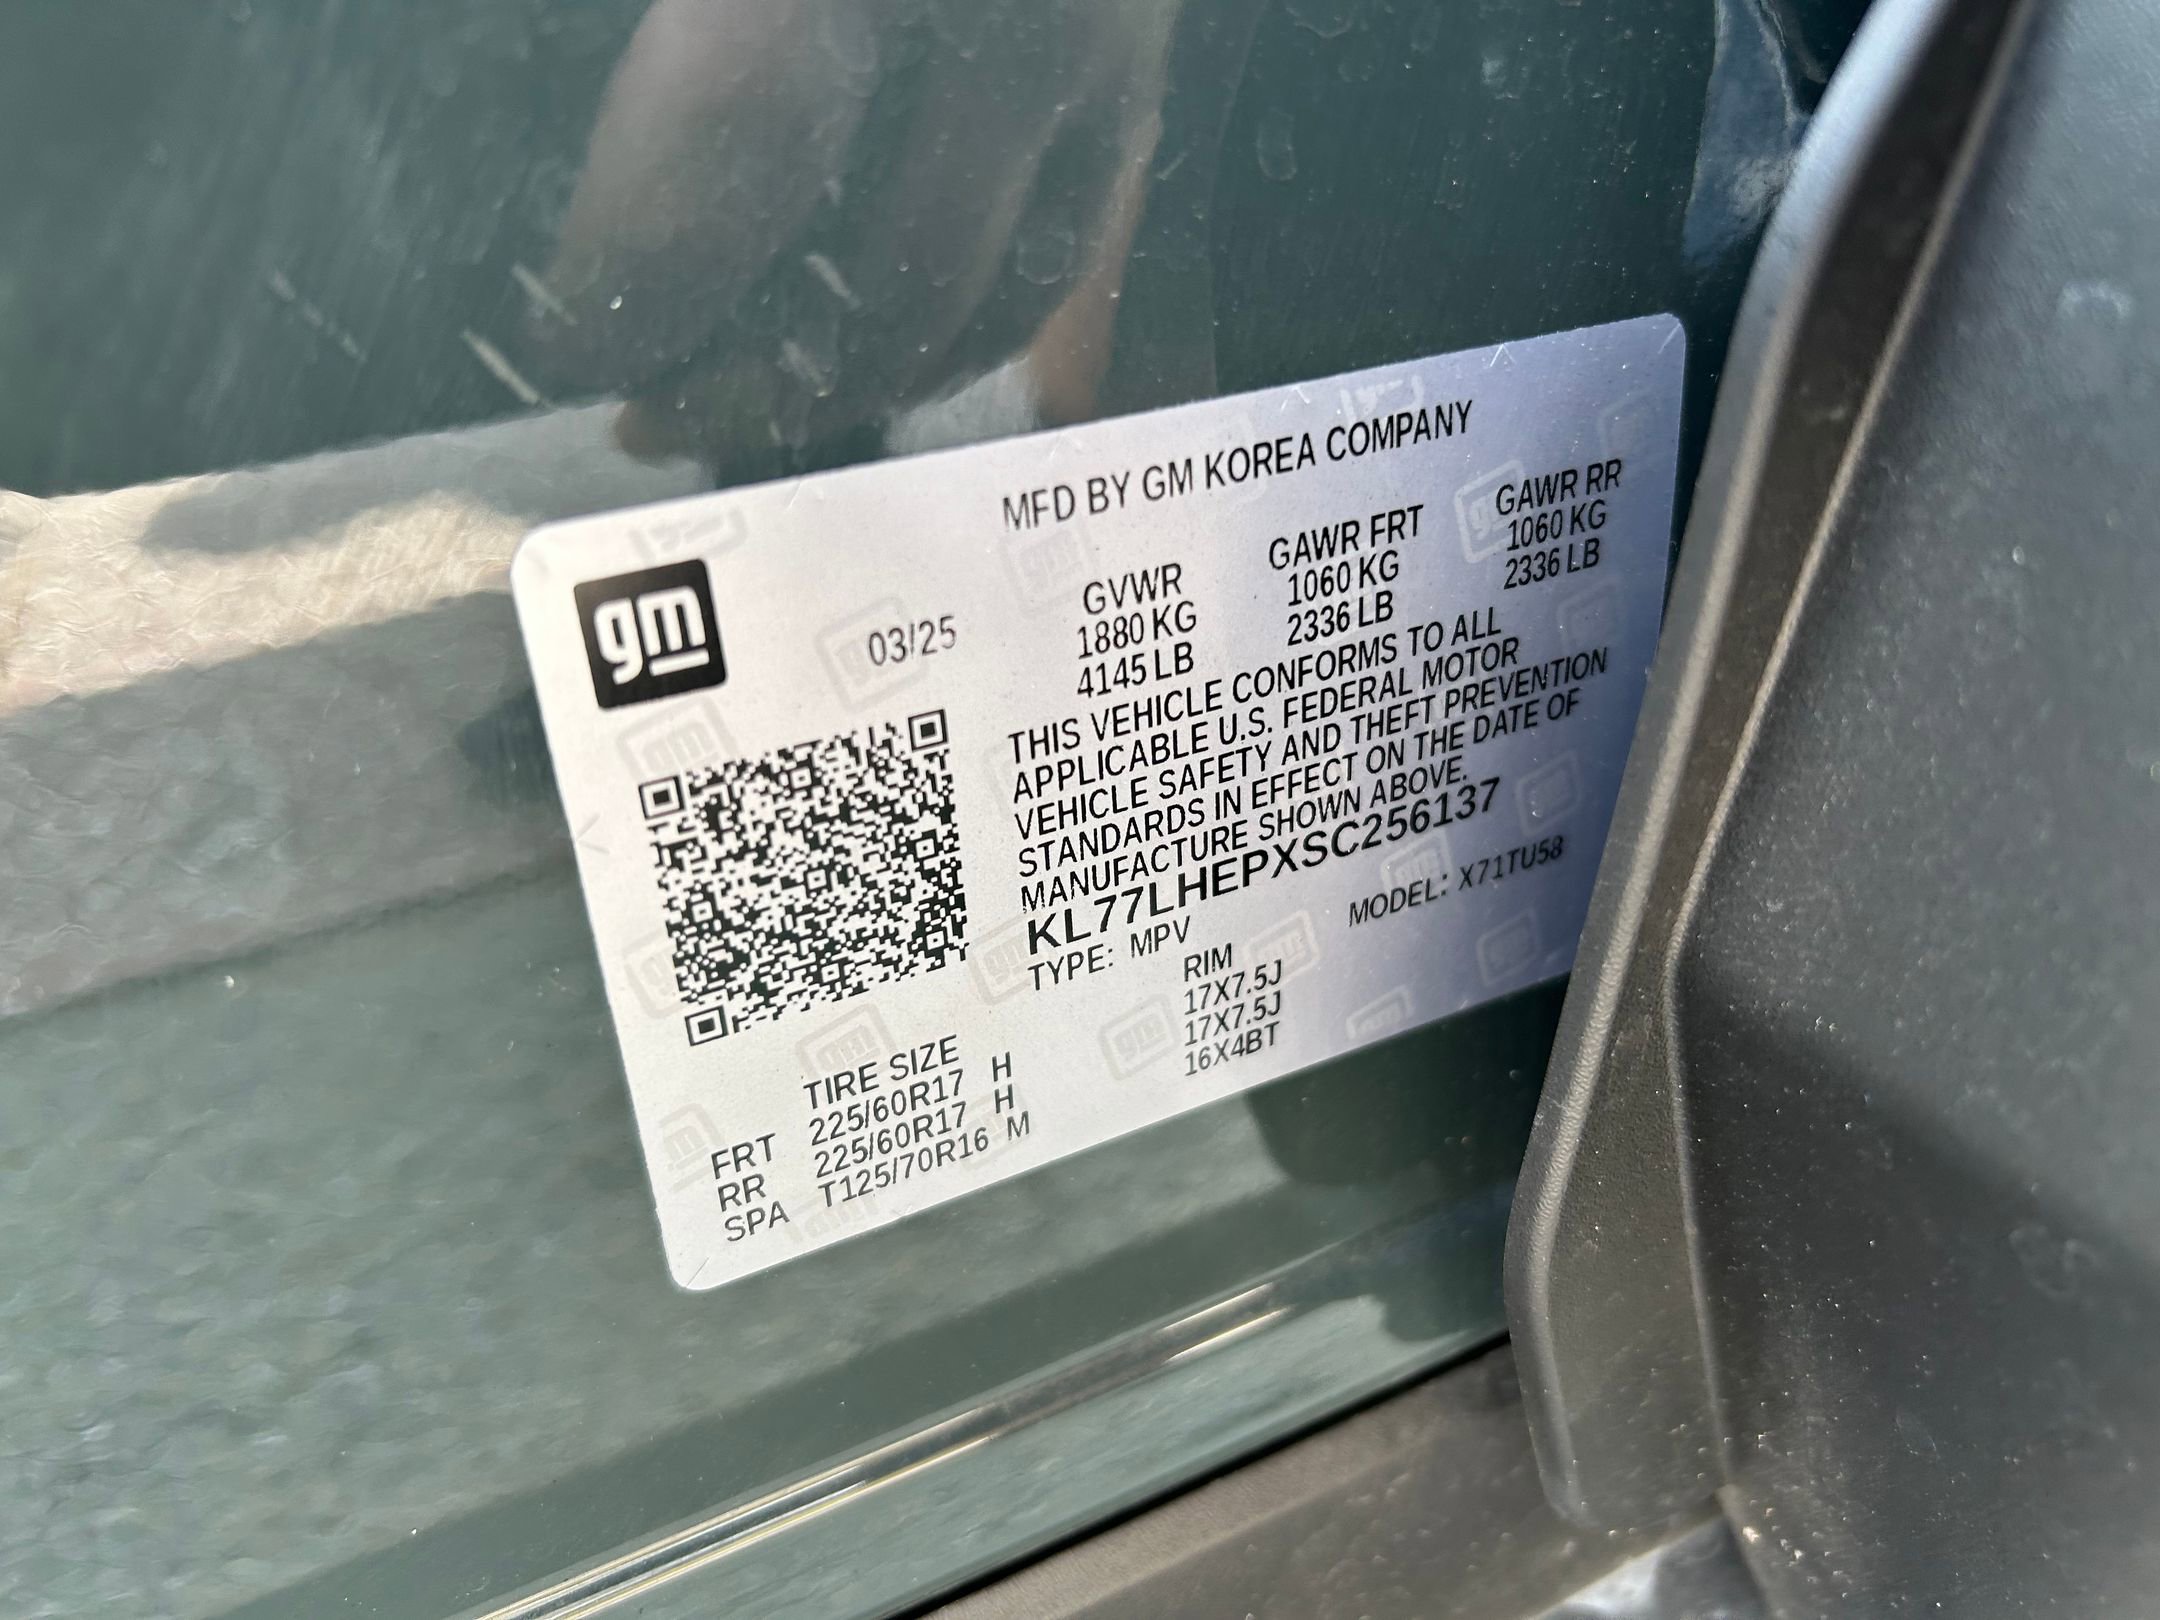 MFD BY GM KOREA COMPANY
gm
03/25
GVWR GAWR FRT GAWR RR
1880 KG 1060 KG 1060 KG
4145 LB 2336 LB 2336 LB
THIS VEHICLE CONFORMS TO ALL
APPLICABLE U.S. FEDERAL MOTOR
VEHICLE SAFETY AND THEFT PREVENTION
STANDARDS IN EFFECT ON THE DATE OF
MANUFACTURE SHOWN ABOVE.
KL77LHEPXSC256137
TYPE: MPV MODEL: X71TU58
TIRE SIZE RIM
FRT 225/60R17 H 17X7.5J
RR 225/60R17 H 17X7.5J
SPA T125/70R16 M 16X4BT